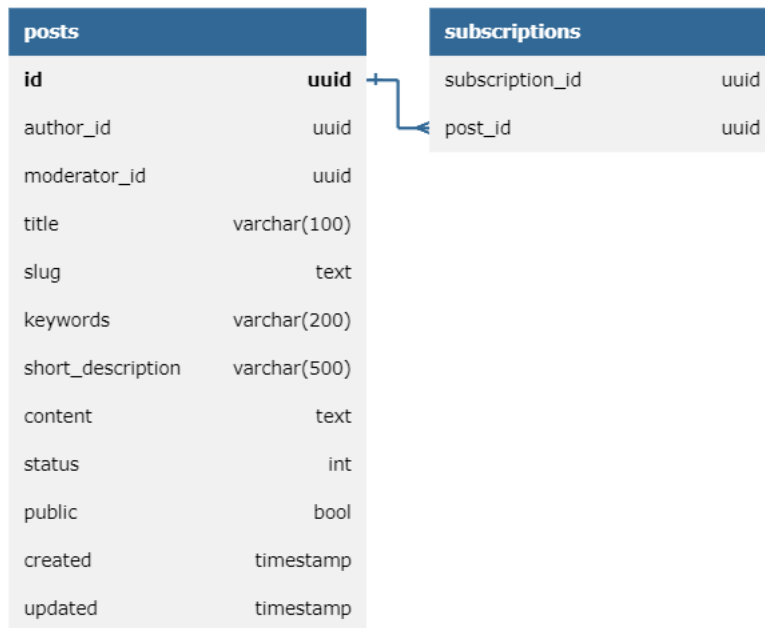 posts
id uuid
author_id uuid
moderator_id uuid
title varchar(100)
slug text
keywords varchar(200)
short_description varchar(500)
content text
status int
public bool
created timestamp
updated timestamp
subscriptions
subscription_id uuid
post_id uuid